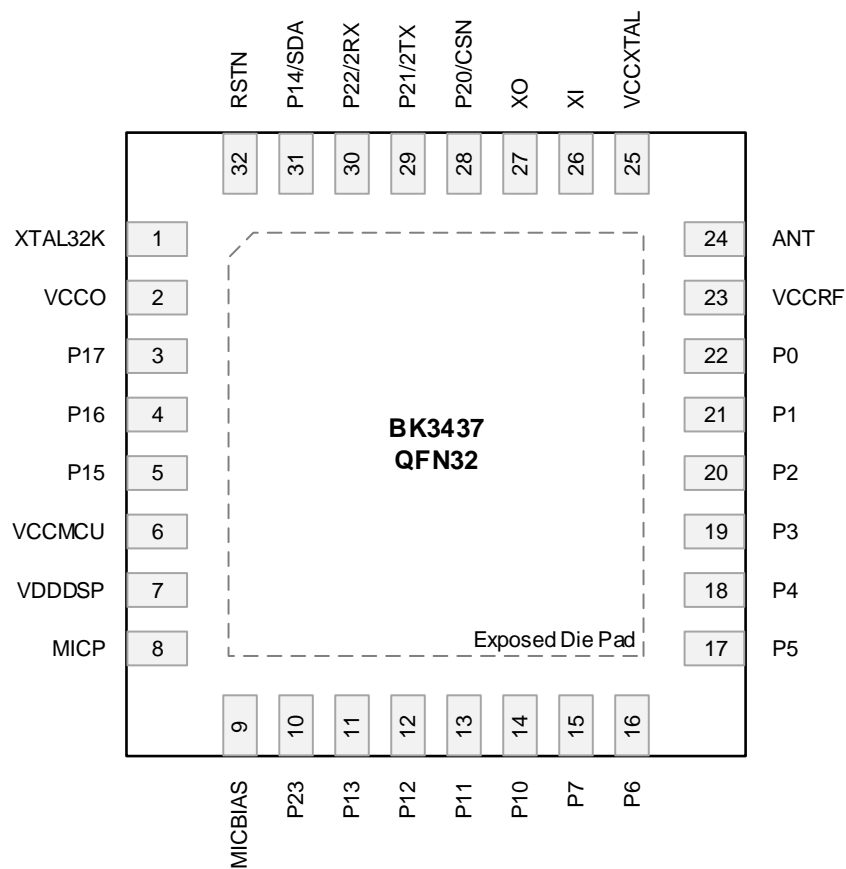 RSTN
P14/SDA
P22/2RX
P21/2TX
P20/CSN
XO
XI
VCCXTAL
32
31
30
29
28
27
26
25
XTAL32K 1
VCCO 2
P17 3
P16 4
P15 5
VCCMCU 6
VDDDSP 7
MICP 8
24 ANT
23 VCCRF
22 P0
21 P1
20 P2
19 P3
18 P4
17 P5
BK3437
QFN32
Exposed Die Pad
9
10
11
12
13
14
15
16
MICBIAS
P23
P13
P12
P11
P10
P7
P6